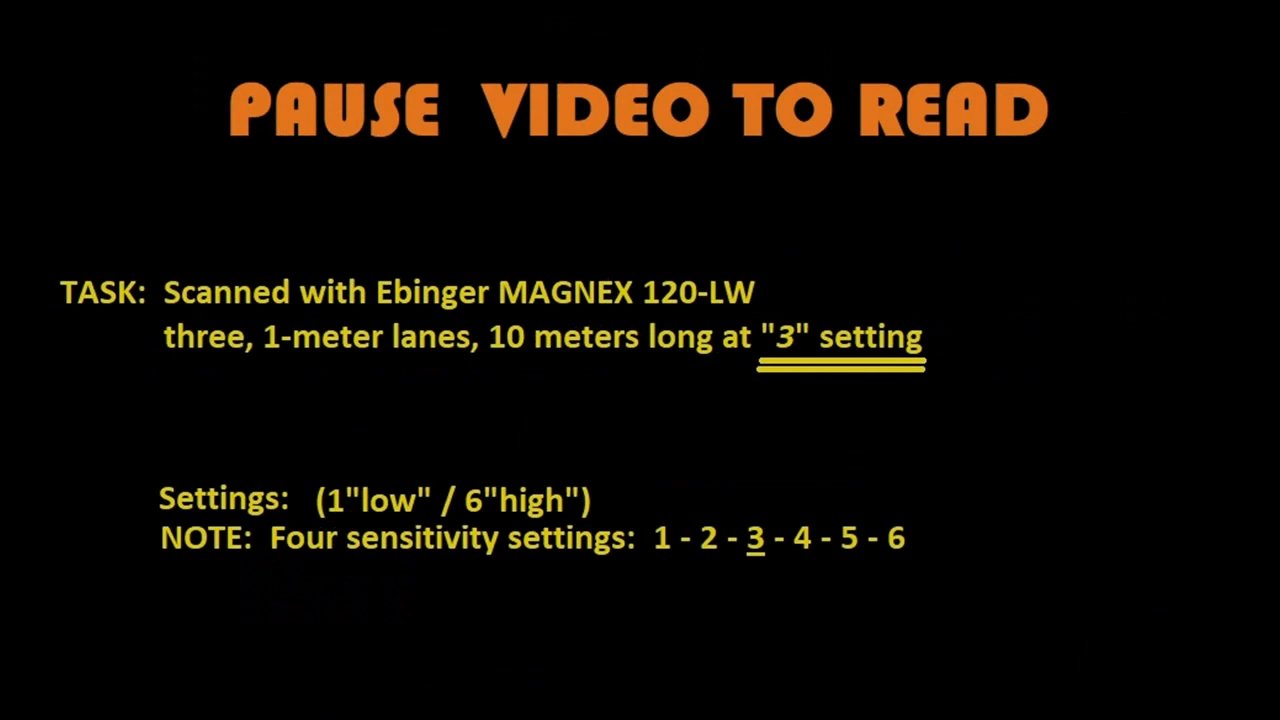 PAUSE VIDEO TO READ
TASK: Scanned with Ebinger MAGNEX 120-LW
three, 1-meter lanes, 10 meters long at "3" setting
Settings: (1"low" / 6"high")
NOTE: Four sensitivity settings: 1 - 2 - 3 - 4 - 5 - 6